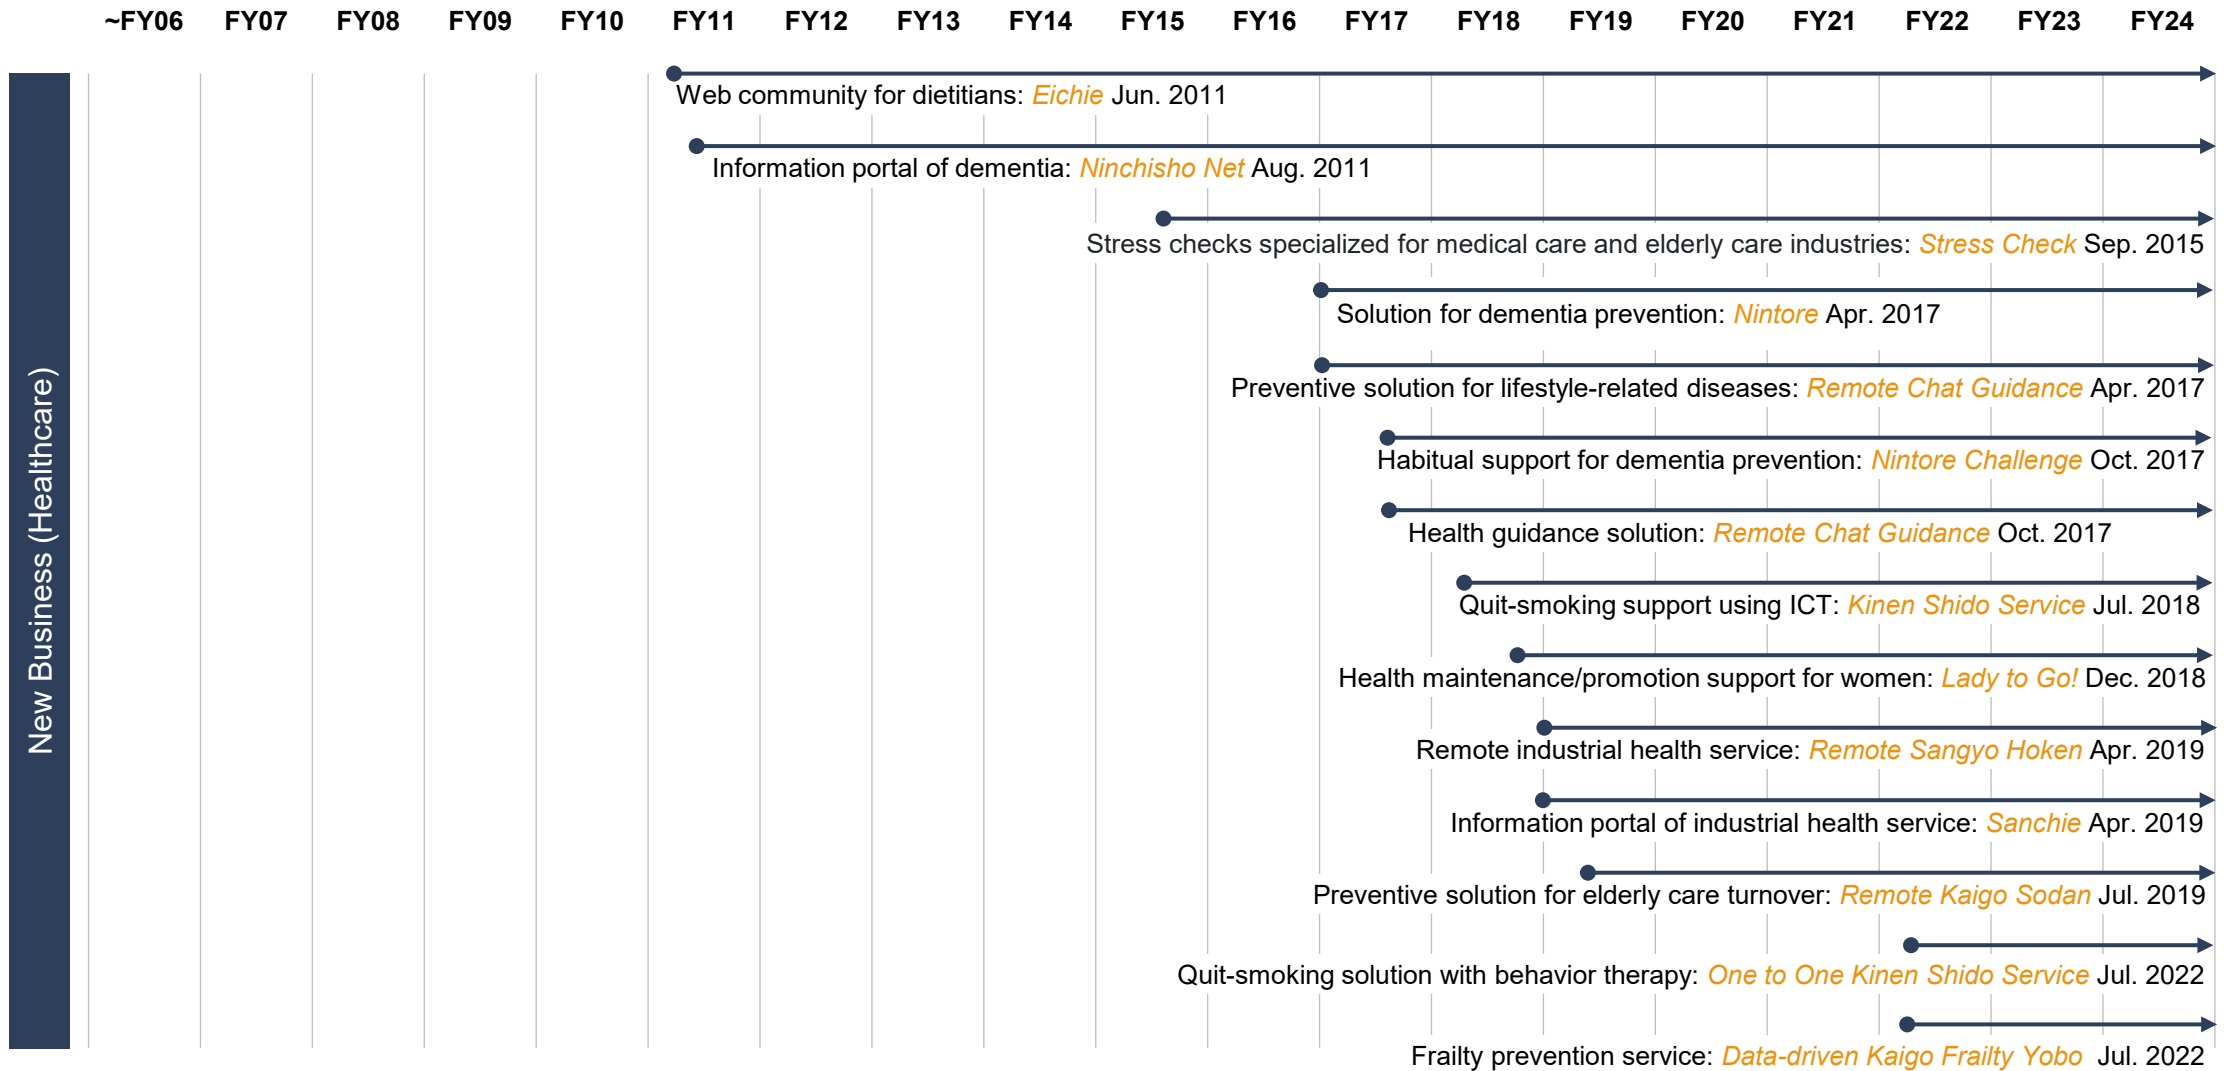 ~FY06 FY07 FY08 FY09 FY10 FY11 FY12 FY13 FY14 FY15 FY16 FY17 FY18 FY19 FY20 FY21 FY22 FY23 FY24
New Business (Healthcare)
Web community for dietitians: Eichie Jun. 2011
Information portal of dementia: Ninchisho Net Aug. 2011
Stress checks specialized for medical care and elderly care industries: Stress Check Sep. 2015
Solution for dementia prevention: Nintore Apr. 2017
Preventive solution for lifestyle-related diseases: Remote Chat Guidance Apr. 2017
Habitual support for dementia prevention: Nintore Challenge Oct. 2017
Health guidance solution: Remote Chat Guidance Oct. 2017
Quit-smoking support using ICT: Kinen Shido Service Jul. 2018
Health maintenance/promotion support for women: Lady to Go! Dec. 2018
Remote industrial health service: Remote Sangyo Hoken Apr. 2019
Information portal of industrial health service: Sanchie Apr. 2019
Preventive solution for elderly care turnover: Remote Kaigo Sodan Jul. 2019
Quit-smoking solution with behavior therapy: One to One Kinen Shido Service Jul. 2022
Frailty prevention service: Data-driven Kaigo Frailty Yobo Jul. 2022